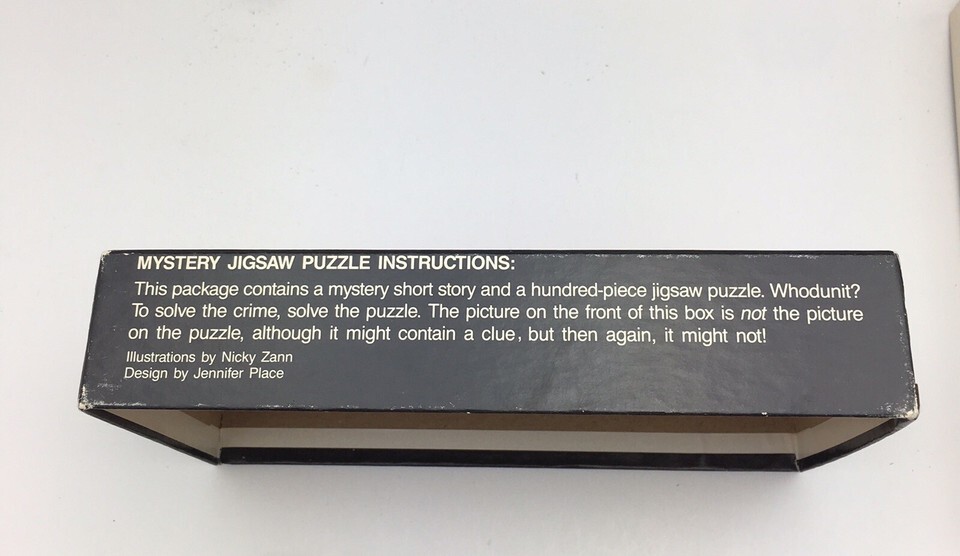 MYSTERY JIGSAW PUZZLE INSTRUCTIONS:
This package contains a mystery short story and a hundred-piece jigsaw puzzle. Whodunit?
To solve the crime, solve the puzzle. The picture on the front of this box is not the picture
on the puzzle, although it might contain a clue, but then again, it might not!
Illustrations by Nicky Zann
Design by Jennifer Place